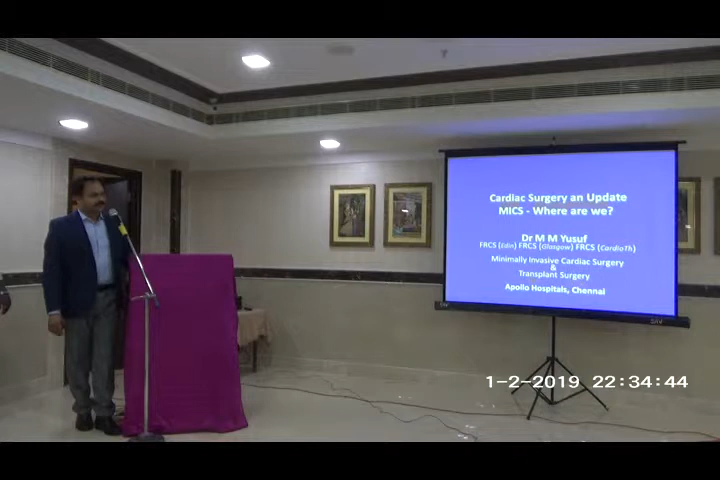 Cardiac Surgery an Update
MICS - Where are we?
Dr M M Yusuf
FRCS (Edin) FRCS (Glasgow) FRCS (CardioTh)
Minimally Invasive Cardiac Surgery
&
Transplant Surgery
Apollo Hospitals, Chennai
1-2-2019 22:34:44